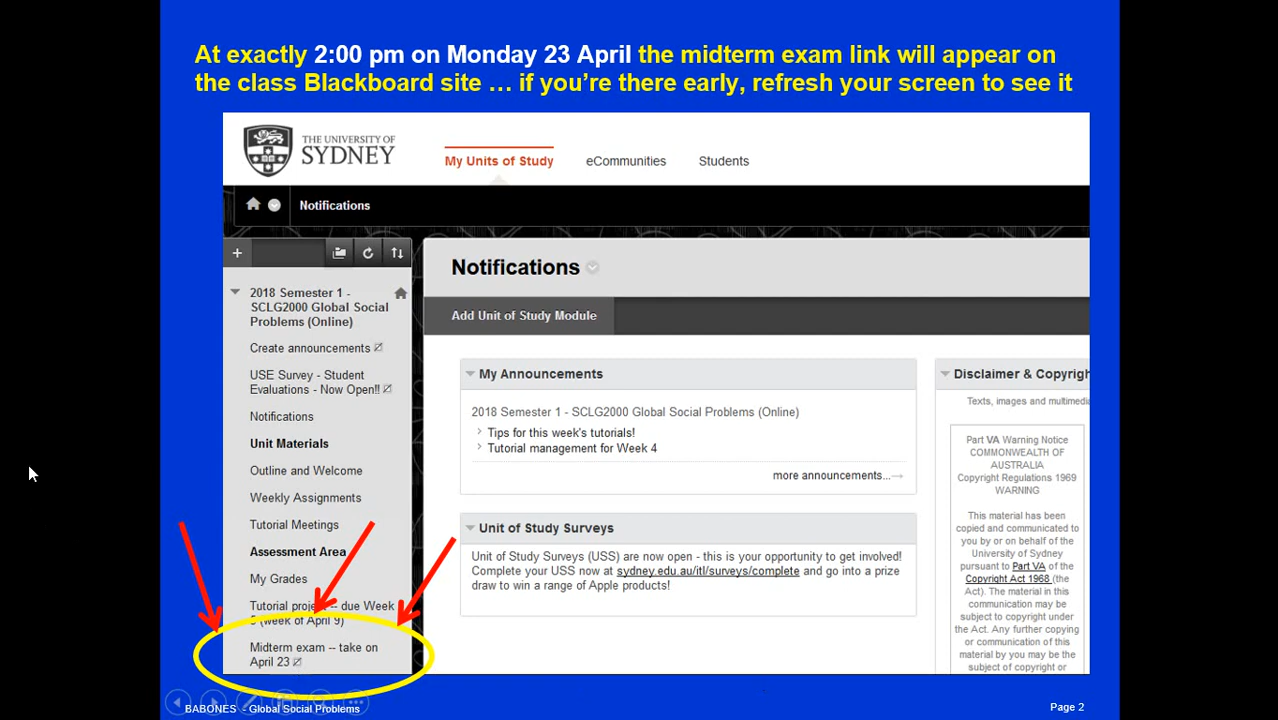 At exactly 2:00 pm on Monday 23 April the midterm exam link will appear on
the class Blackboard site … if you're there early, refresh your screen to see it
THE UNIVERSITY OF
SYDNEY
My Units of Study
eCommunities
Students
Notifications
2018 Semester 1 -
SCLG2000 Global Social
Problems (Online)
Create announcements
USE Survey - Student
Evaluations - Now Open!!
Notifications
Unit Materials
Outline and Welcome
Weekly Assignments
Tutorial Meetings
Assessment Area
My Grades
Tutorial project -- due Week
(week of April 9)
Midterm exam -- take on
April 23
Notifications
Add Unit of Study Module
My Announcements
2018 Semester 1 - SCLG2000 Global Social Problems (Online)
Tips for this week's tutorials!
Tutorial management for Week 4
more announcements...
Unit of Study Surveys
Unit of Study Surveys (USS) are now open - this is your opportunity to get involved!
Complete your USS now at sydney.edu.au/itl/surveys/complete and go into a prize
draw to win a range of Apple products!
Disclaimer & Copyrigh
Texts, images and multimedia
Part VA Warning Notice
COMMONWEALTH OF
AUSTRALIA
Copyright Regulations 1969
WARNING
This material has been
copied and communicated to
you by or on behalf of the
University of Sydney
pursuant to Part VA of the
Copyright Act 1968 (the
Act). The material in this
communication may be
subject to copyright under
the Act. Any further copying
or communication of this
material by you may be the
subject of copyright or
BABONES - Global Social Problems
Page 2